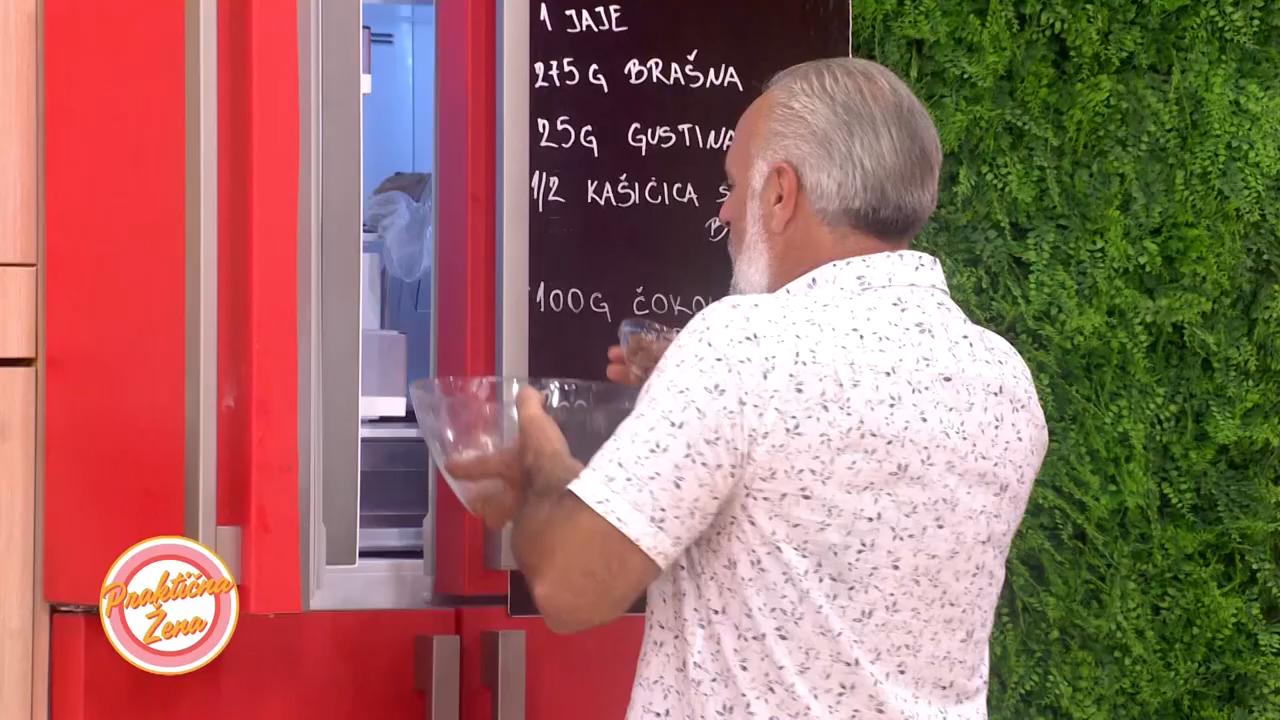 1 JAJE
275 G BRAŠNA
25G GUSTINA
1/2 KAŠIČICA
100G
Praktična
Žena